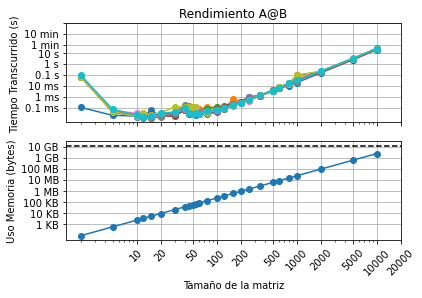 Rendimiento A@B
Tiempo Transcurrido (s)
10 min
1 min
10 s
1 s
0.1 s
10 ms
1 ms
0.1 ms
Uso Memoria (bytes)
10 GB
1 GB
100 MB
10 MB
1 MB
100 KB
10 KB
1 KB
10
20
50
100
200
500
1000
2000
5000
10000
20000
Tamaño de la matriz